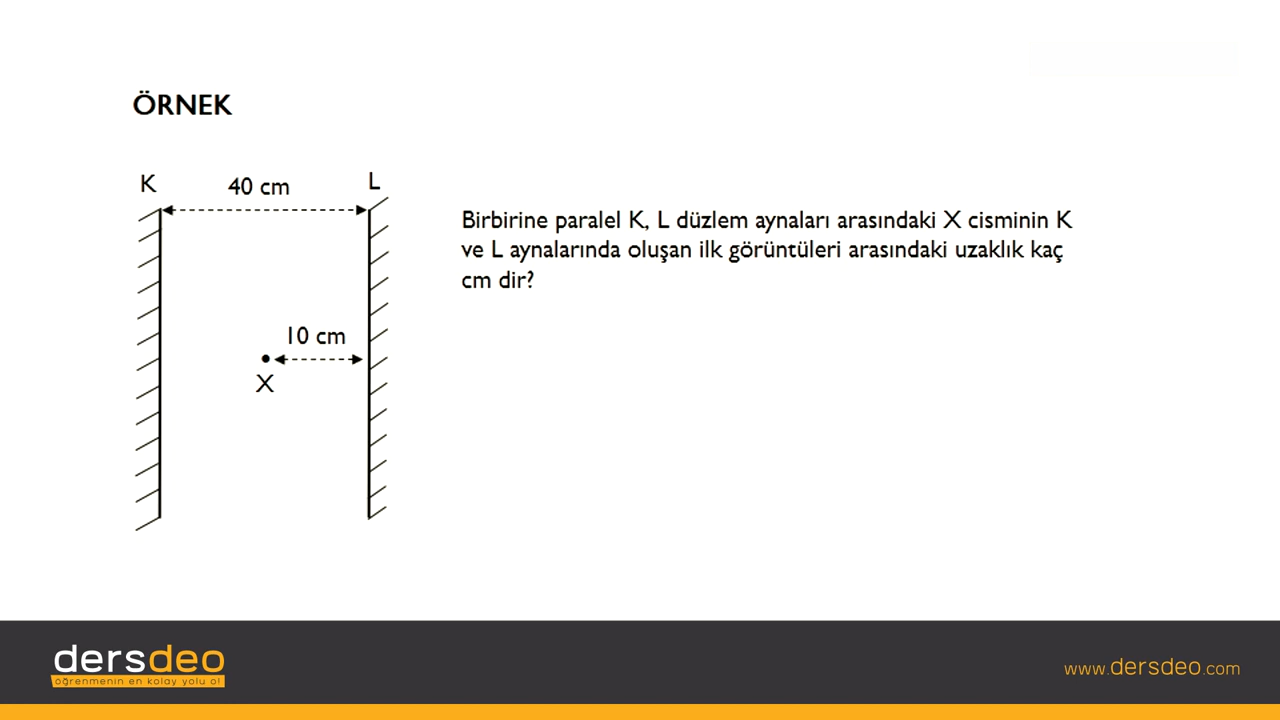 ÖRNEK
K
40 cm
L
Birbirine paralel K, L düzlem aynaları arasındaki X cisminin K
ve L aynalarında oluşan ilk görüntüleri arasındaki uzaklık kaç
cm dir?
10 cm
X
dersdeo
öğrenmenin en kolay yolu o!
www.dersdeo.com